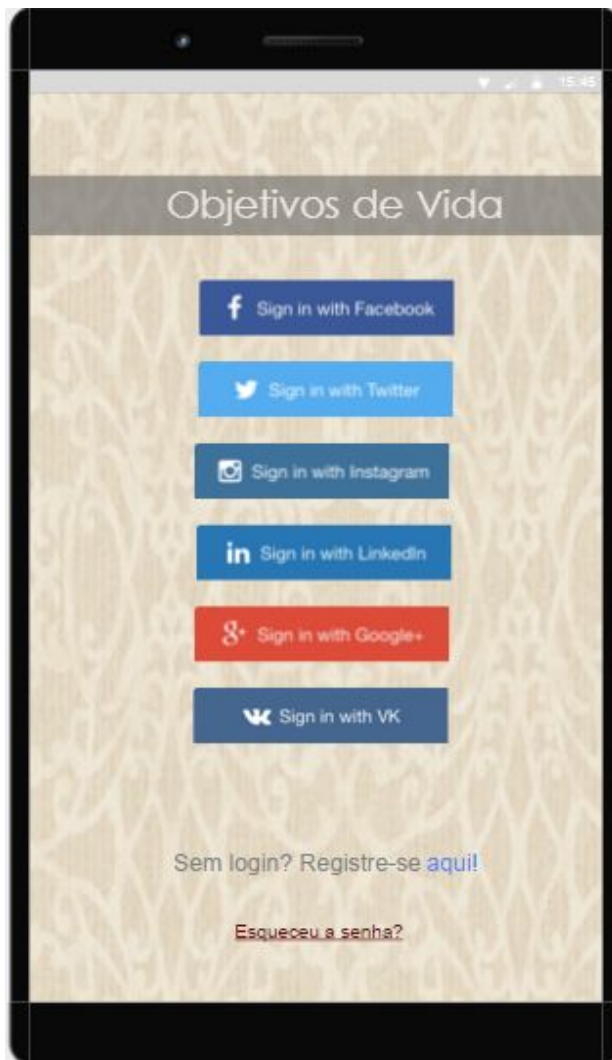 15:45
Objetivos de Vida
f Sign in with Facebook
Sign in with Twitter
Sign in with Instagram
in Sign in with LinkedIn
g+ Sign in with Google+
Sign in with VK
Sem login? Registre-se aqui!
Esqueceu a senha?